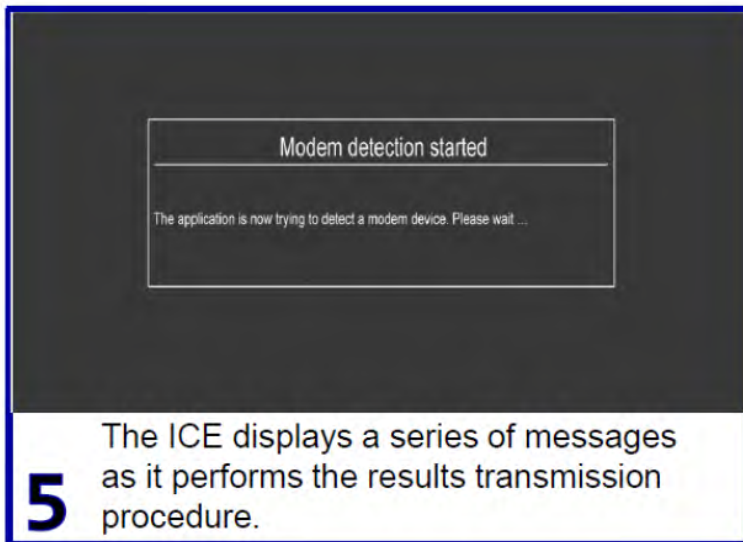 Modem detection started
The application is now trying to detect a modem device. Please wait ...
The ICE displays a series of messages
as it performs the results transmission
procedure.
5